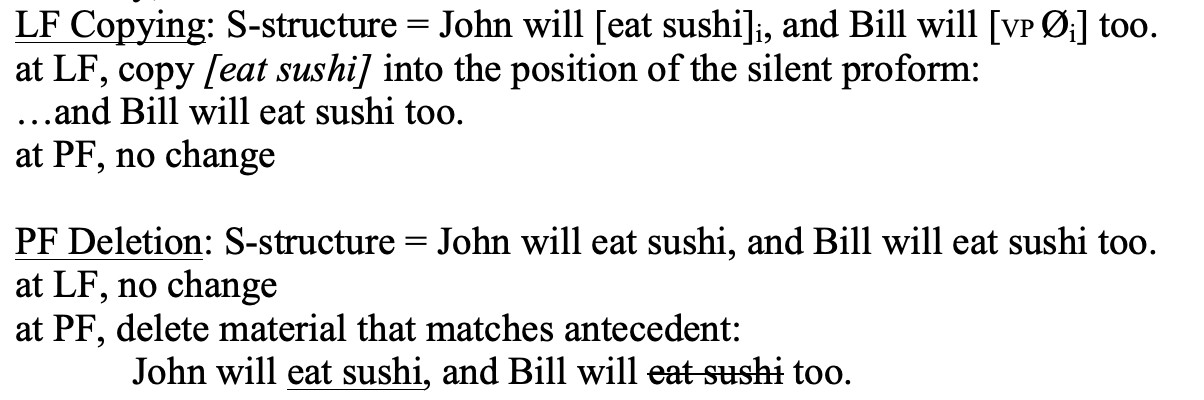 LF Copying: S-structure = John will [eat sushi]i, and Bill will [VP Øi] too.
at LF, copy [eat sushi] into the position of the silent proform:
…and Bill will eat sushi too.
at PF, no change
PF Deletion: S-structure = John will eat sushi, and Bill will eat sushi too.
at LF, no change
at PF, delete material that matches antecedent:
John will eat sushi, and Bill will eat sushi too.